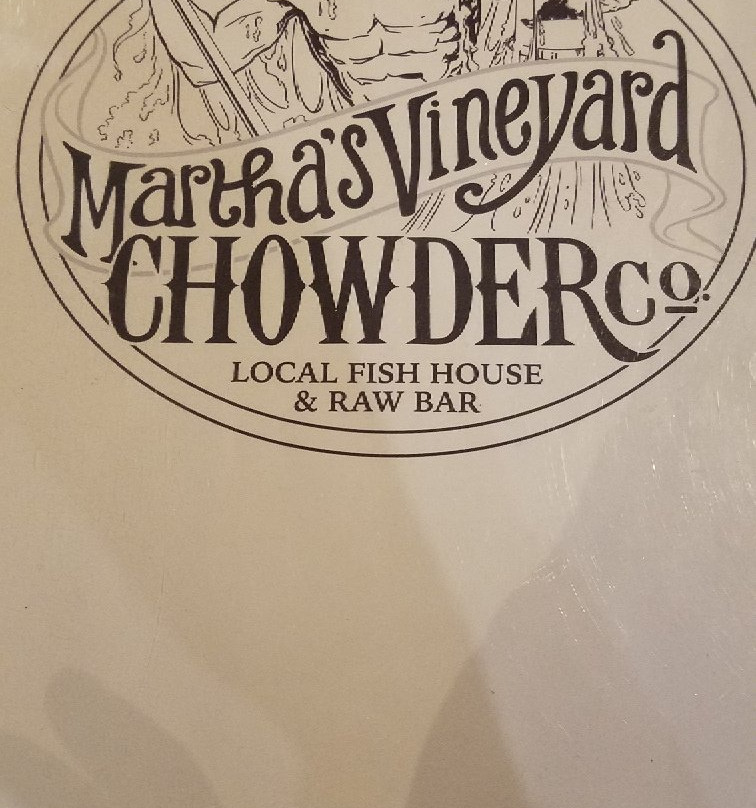 Martha's Vineyard
CHOWDER CO.
LOCAL FISH HOUSE
& RAW BAR